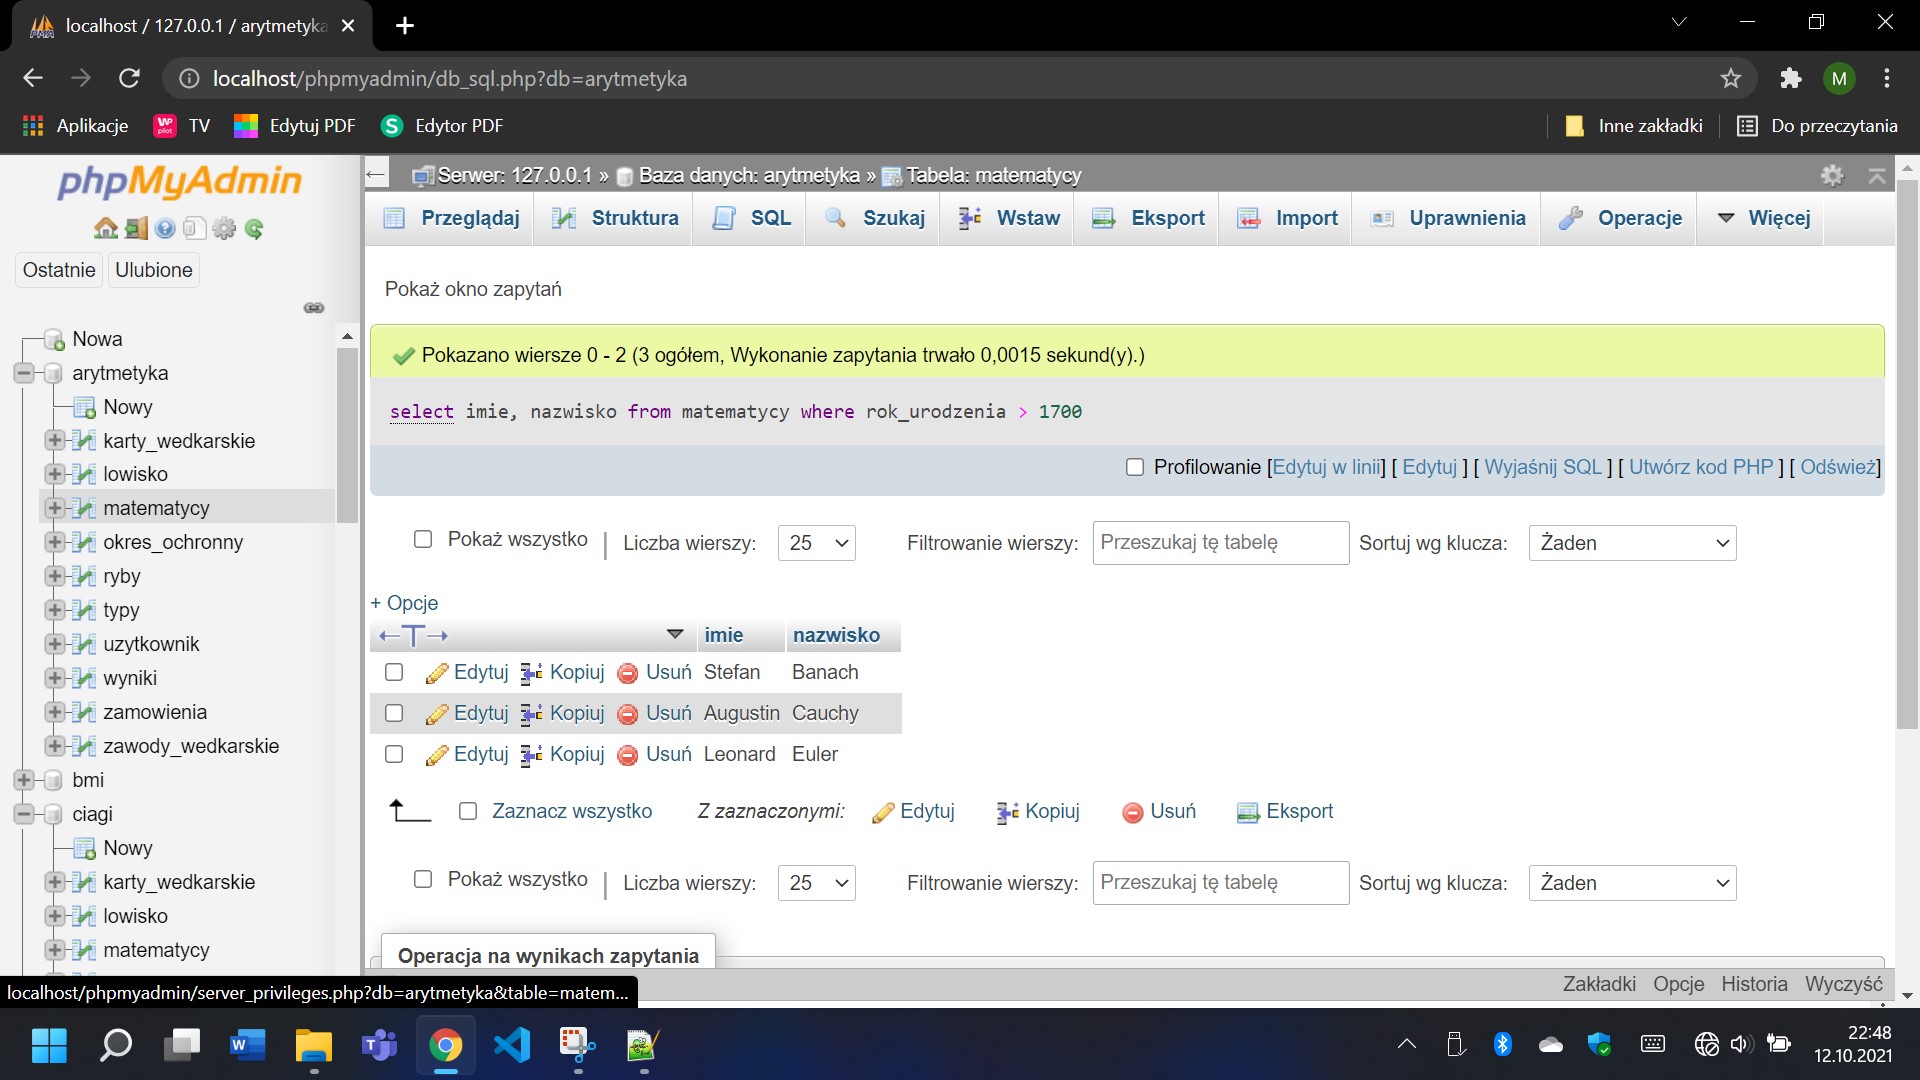 localhost / 127.0.0.1 / arytmetyka
localhost/phpmyadmin/db_sql.php?db=arytmetyka
M
Aplikacje
WP pilot
TV
Edytuj PDF
S
Edytor PDF
Inne zakładki
Do przeczytania
phpMyAdmin
Serwer: 127.0.0.1 » Baza danych: arytmetyka » Tabela: matematycy
Przeglądaj Struktura SQL Szukaj Wstaw Eksport Import Uprawnienia Operacje Więcej
Ostatnie Ulubione
Nowa
arytmetyka
Nowy
karty_wedkarskie
lowisko
matematycy
okres_ochronny
ryby
typy
uzytkownik
wyniki
zamowienia
zawody_wedkarskie
bmi
ciagi
Nowy
karty_wedkarskie
lowisko
matematycy
Pokaż okno zapytań
Pokazano wiersze 0 - 2 (3 ogółem, Wykonanie zapytania trwało 0,0015 sekund(y).)
select imie, nazwisko from matematycy where rok_urodzenia > 1700
Profilowanie [Edytuj w linii] [ Edytuj ] [ Wyjaśnij SQL ] [ Utwórz kod PHP ] [ Odśwież]
Pokaż wszystko | Liczba wierszy: 25 Filtrowanie wierszy: Przeszukaj tę tabelę Sortuj wg klucza: Żaden
+ Opcje
←T→ imie nazwisko
Edytuj Kopiuj Usuń Stefan Banach
Edytuj Kopiuj Usuń Augustin Cauchy
Edytuj Kopiuj Usuń Leonard Euler
Zaznacz wszystko Z zaznaczonymi: Edytuj Kopiuj Usuń Eksport
Pokaż wszystko | Liczba wierszy: 25 Filtrowanie wierszy: Przeszukaj tę tabelę Sortuj wg klucza: Żaden
Operacja na wynikach zapytania
Zakładki Opcje Historia Wyczyść
localhost/phpmyadmin/server_privileges.php?db=arytmetyka&table=matem...
22:48
12.10.2021